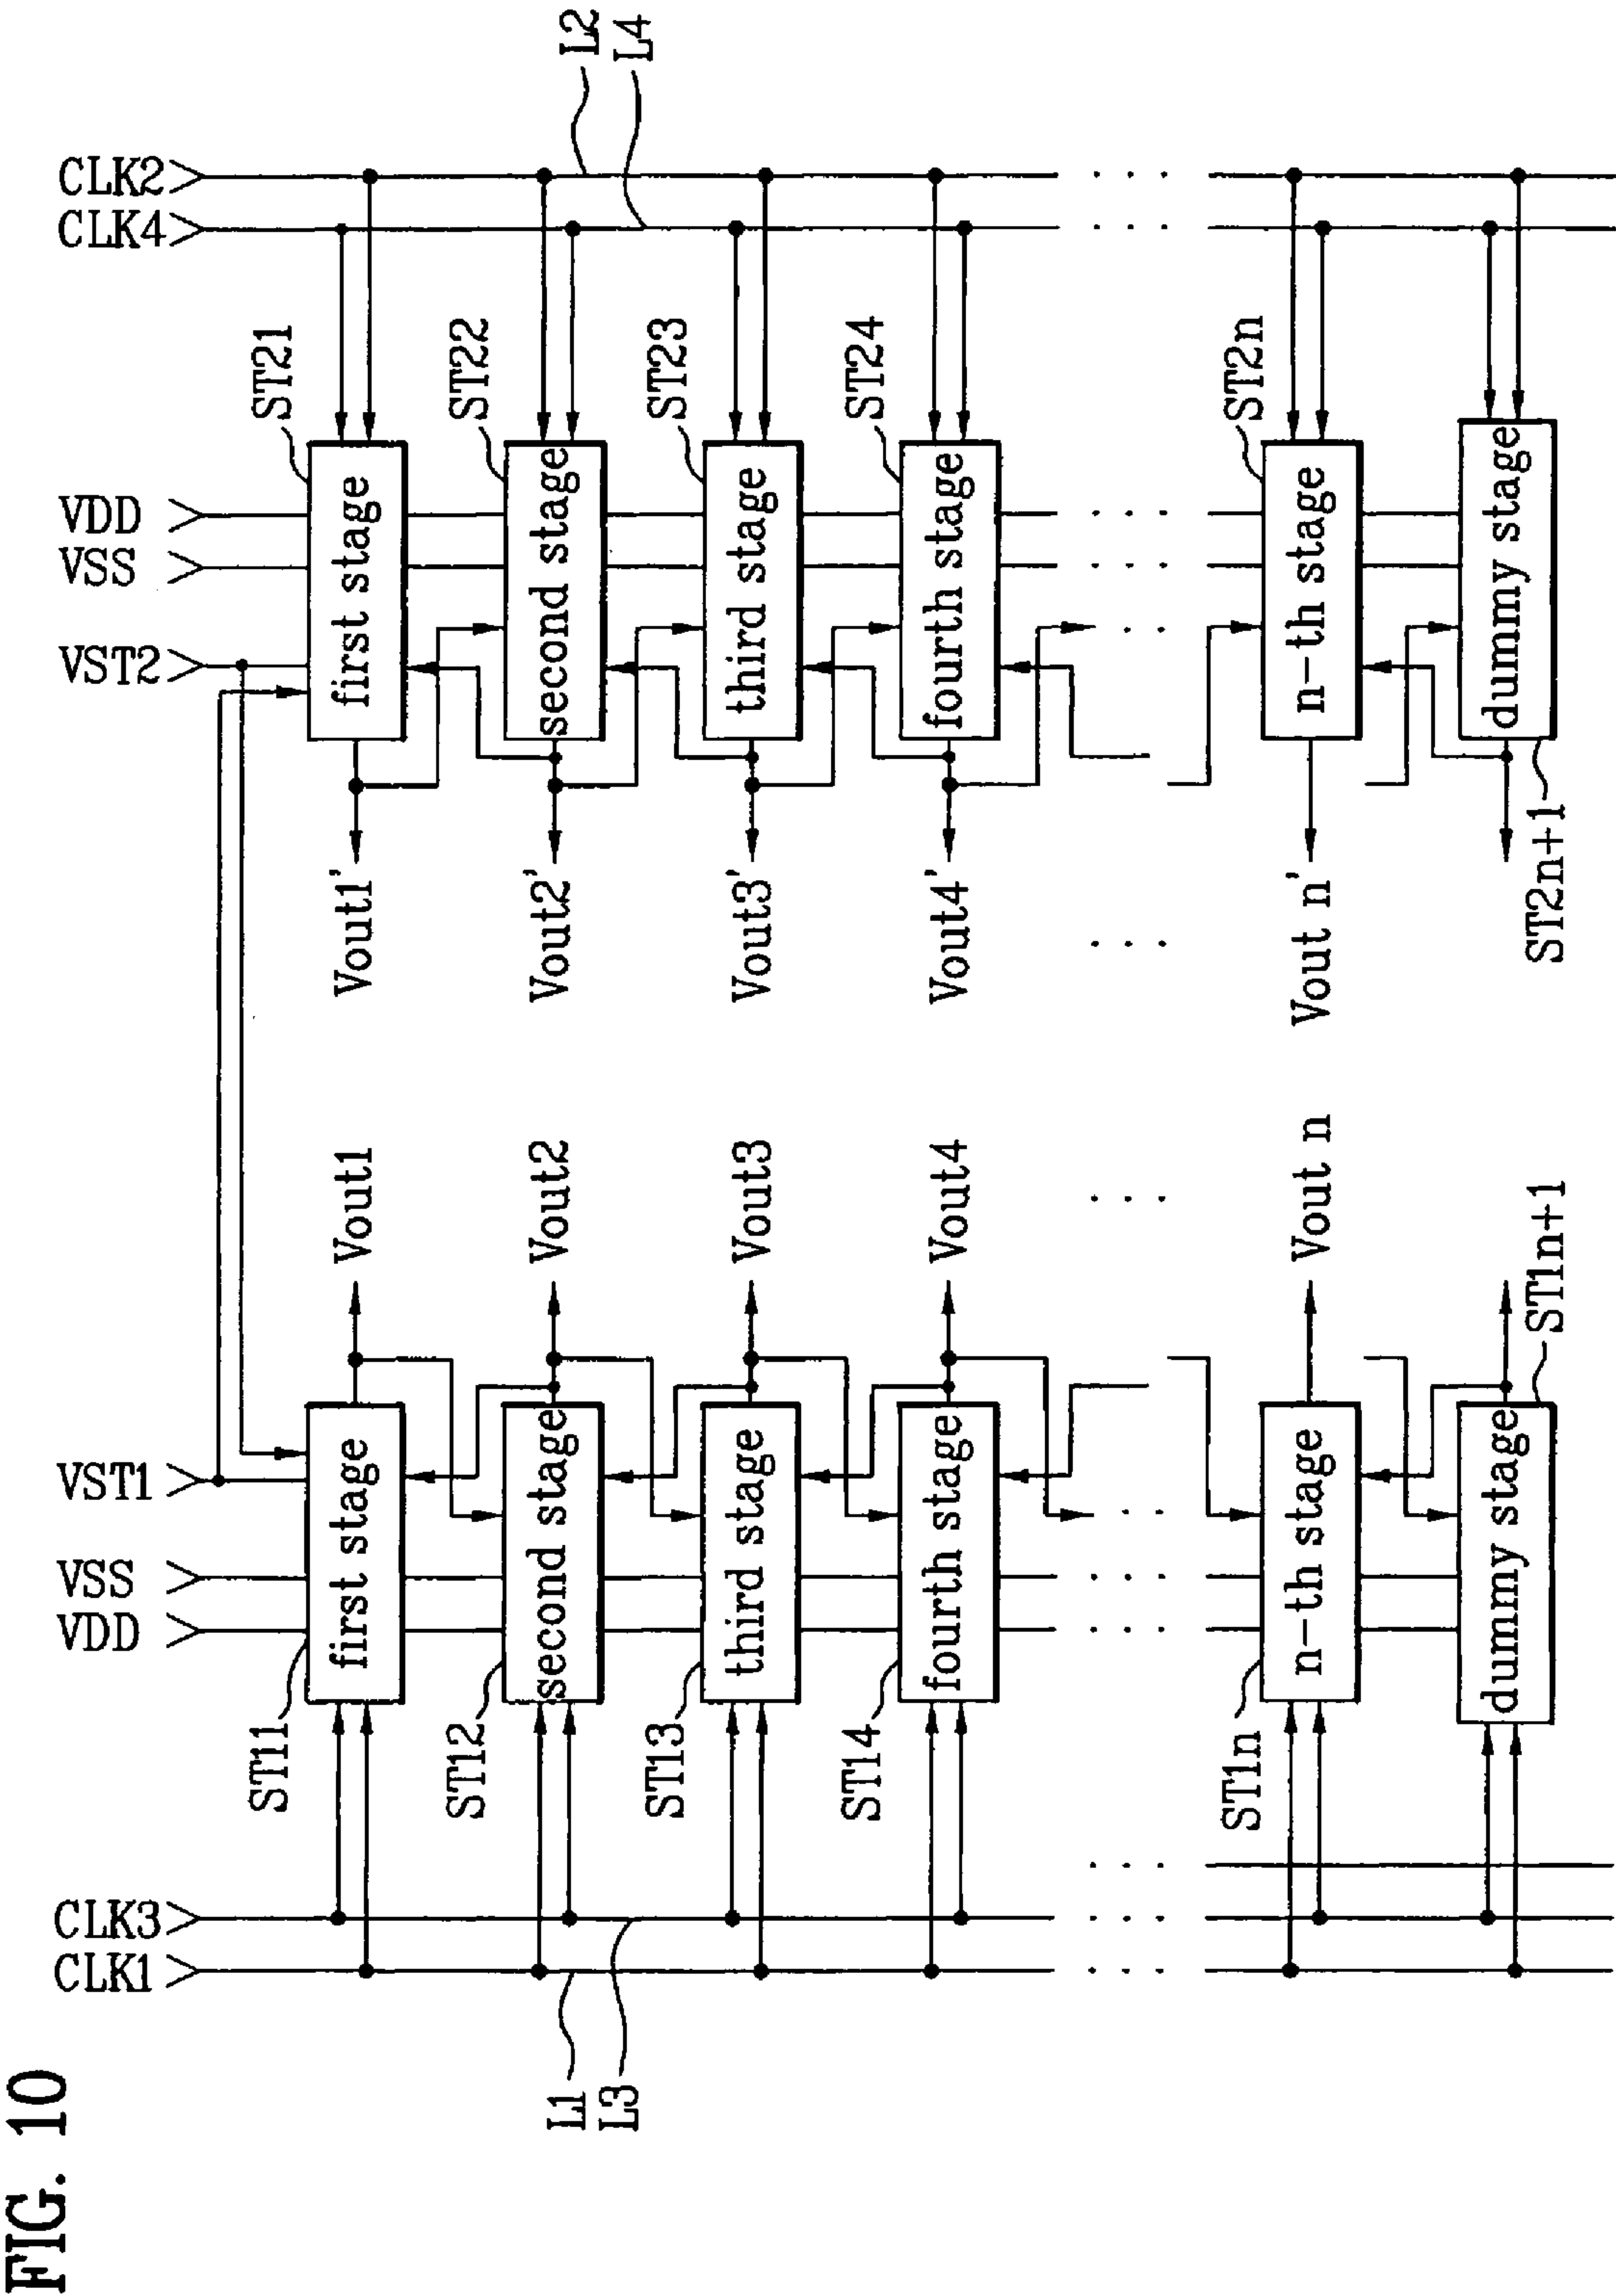 FIG. 10
CLK1
CLK3
VDD
VSS
VST1
VST2
VSS
VDD
CLK4
CLK2
L1
L3
L2
L4
ST11
first stage
Vout1
Vout1'
first stage
ST21
ST12
second stage
Vout2
Vout2'
second stage
ST22
ST13
third stage
Vout3
Vout3'
third stage
ST23
ST14
fourth stage
Vout4
Vout4'
fourth stage
ST24
. . .
ST1n
n-th stage
Vout n
Vout n'
n-th stage
ST2n
dummy stage
ST1n+1
ST2n+1
dummy stage